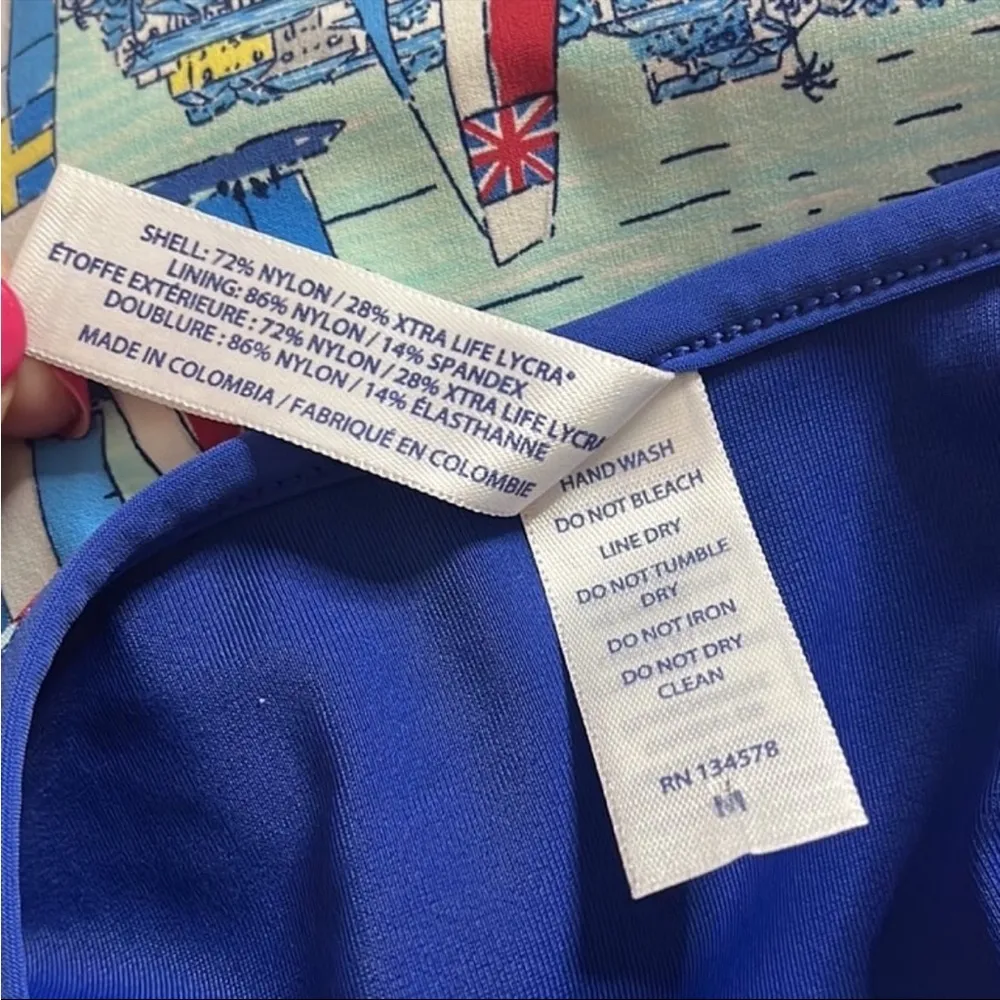 SHELL: 72% NYLON / 28% XTRA LIFE LYCRA*
LINING: 86% NYLON / 14% SPANDEX
ÉTOFFE EXTÉRIEURE : 72% NYLON / 28% XTRA LIFE LYCRA
DOUBLURE : 86% NYLON / 14% ÉLASTHANNE
MADE IN COLOMBIA / FABRIQUÉ EN COLOMBIE
HAND WASH
DO NOT BLEACH
LINE DRY
DO NOT TUMBLE
DRY
DO NOT IRON
DO NOT DRY
CLEAN
RN 134578
M